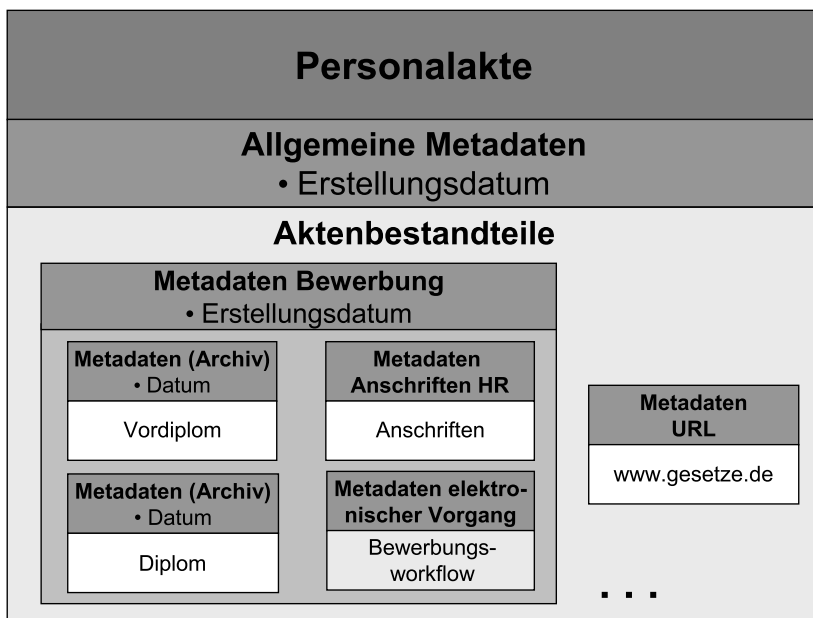 Personalakte
Allgemeine Metadaten
• Erstellungsdatum
Aktenbestandteile
Metadaten Bewerbung
• Erstellungsdatum
Metadaten (Archiv)
• Datum
Vordiplom
Metadaten
Anschriften HR
Anschriften
Metadaten (Archiv)
• Datum
Diplom
Metadaten elektro-
nischer Vorgang
Bewerbungs-
workflow
Metadaten
URL
www.gesetze.de
. . .